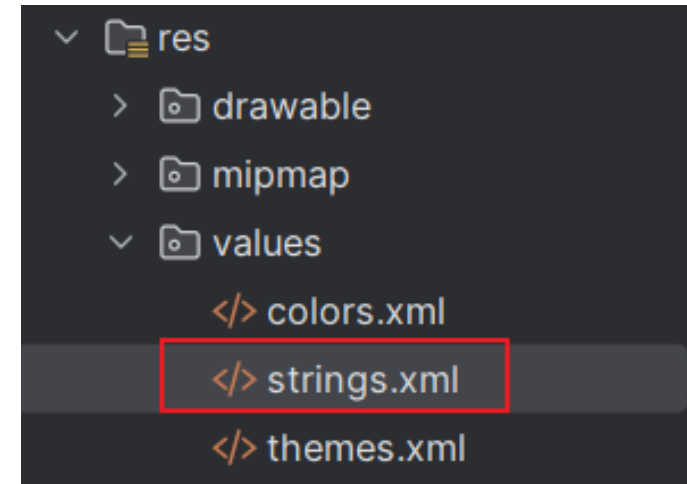 res
drawable
mipmap
values
</> colors.xml
</> strings.xml
</> themes.xml